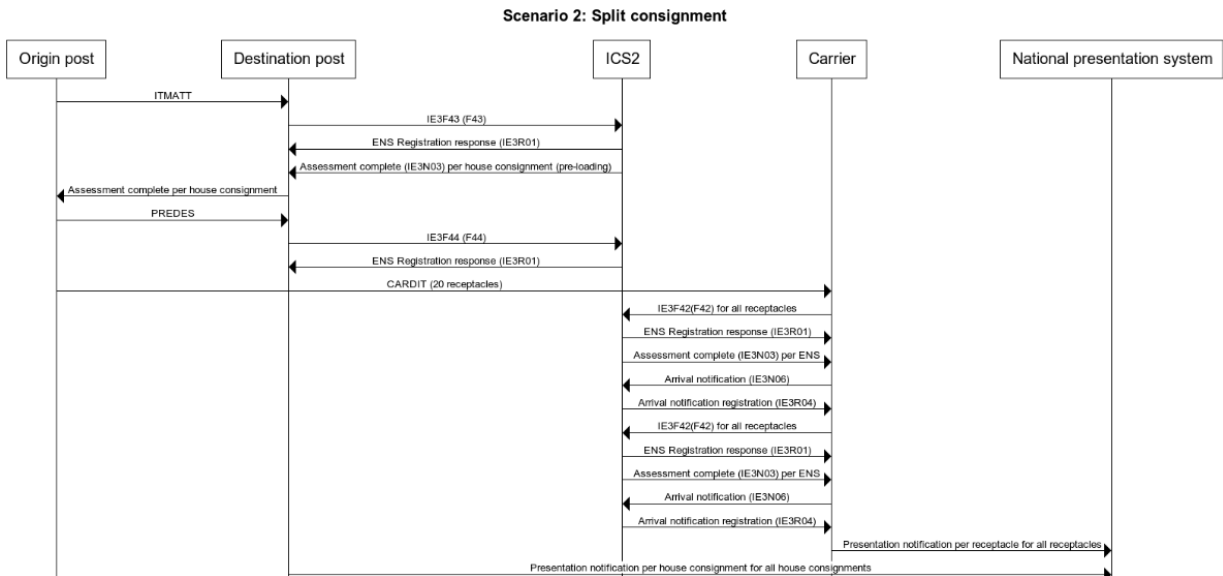 Scenario 2: Split consignment
Origin post
Destination post
ICS2
Carrier
National presentation system
ITMATT
IE3F43 (F43)
ENS Registration response (IE3R01)
Assessment complete (IE3N03) per house consignment (pre-loading)
Assessment complete per house consignment
PREDES
IE3F44 (F44)
ENS Registration response (IE3R01)
CARDIT (20 receptacles)
IE3F42(F42) for all receptacles
ENS Registration response (IE3R01)
Assessment complete (IE3N03) per ENS
Arrival notification (IE3N06)
Arrival notification registration (IE3R04)
IE3F42(F42) for all receptacles
ENS Registration response (IE3R01)
Assessment complete (IE3N03) per ENS
Arrival notification (IE3N06)
Arrival notification registration (IE3R04)
Presentation notification per receptacle for all receptacles
Presentation notification per house consignment for all house consignments